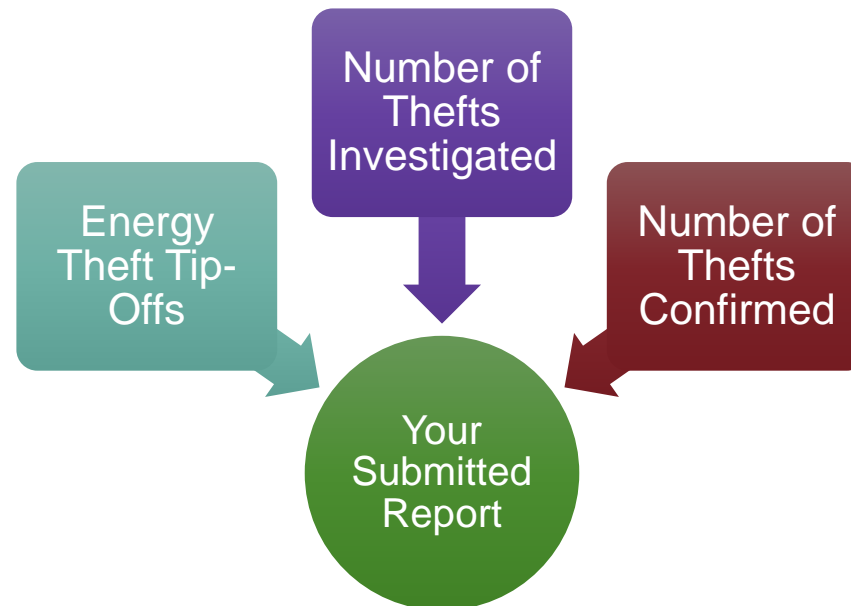 Number of
Thefts
Investigated
Energy
Theft Tip-
Offs
Number of
Thefts
Confirmed
Your
Submitted
Report